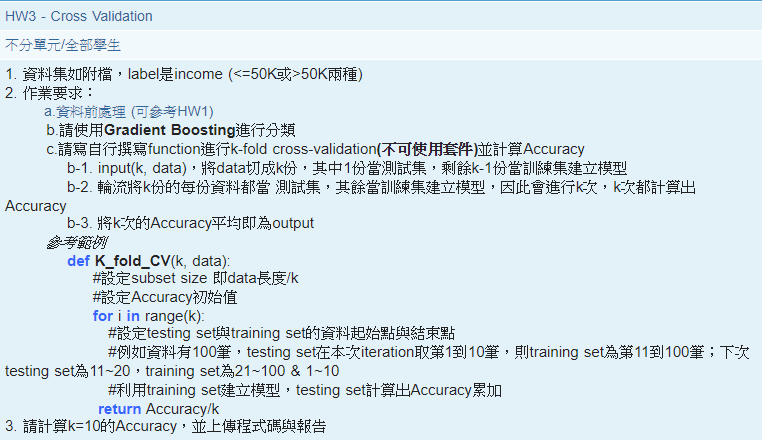 HW3 - Cross Validation
不分單元/全部學生
1. 資料集如附檔，label是income (<=50K或>50K兩種)
2. 作業要求：
a.資料前處理 (可參考HW1)
b.請使用Gradient Boosting進行分類
c.請寫自行撰寫function進行k-fold cross-validation(不可使用套件)並計算Accuracy
b-1. input(k, data)，將data切成k份，其中1份當測試集，剩餘k-1份當訓練集建立模型
b-2. 輪流將k份的每份資料都當 測試集，其餘當訓練集建立模型，因此會進行k次，k次都計算出
Accuracy
b-3. 將k次的Accuracy平均即為output
參考範例
def K_fold_CV(k, data):
#設定subset size 即data長度/k
#設定Accuracy初始值
for i in range(k):
#設定testing set與training set的資料起始點與結束點
#例如資料有100筆，testing set在本次iteration取第1到10筆，則training set為第11到100筆；下次
testing set為11~20，training set為21~100 & 1~10
#利用training set建立模型，testing set計算出Accuracy累加
return Accuracy/k
3. 請計算k=10的Accuracy，並上傳程式碼與報告